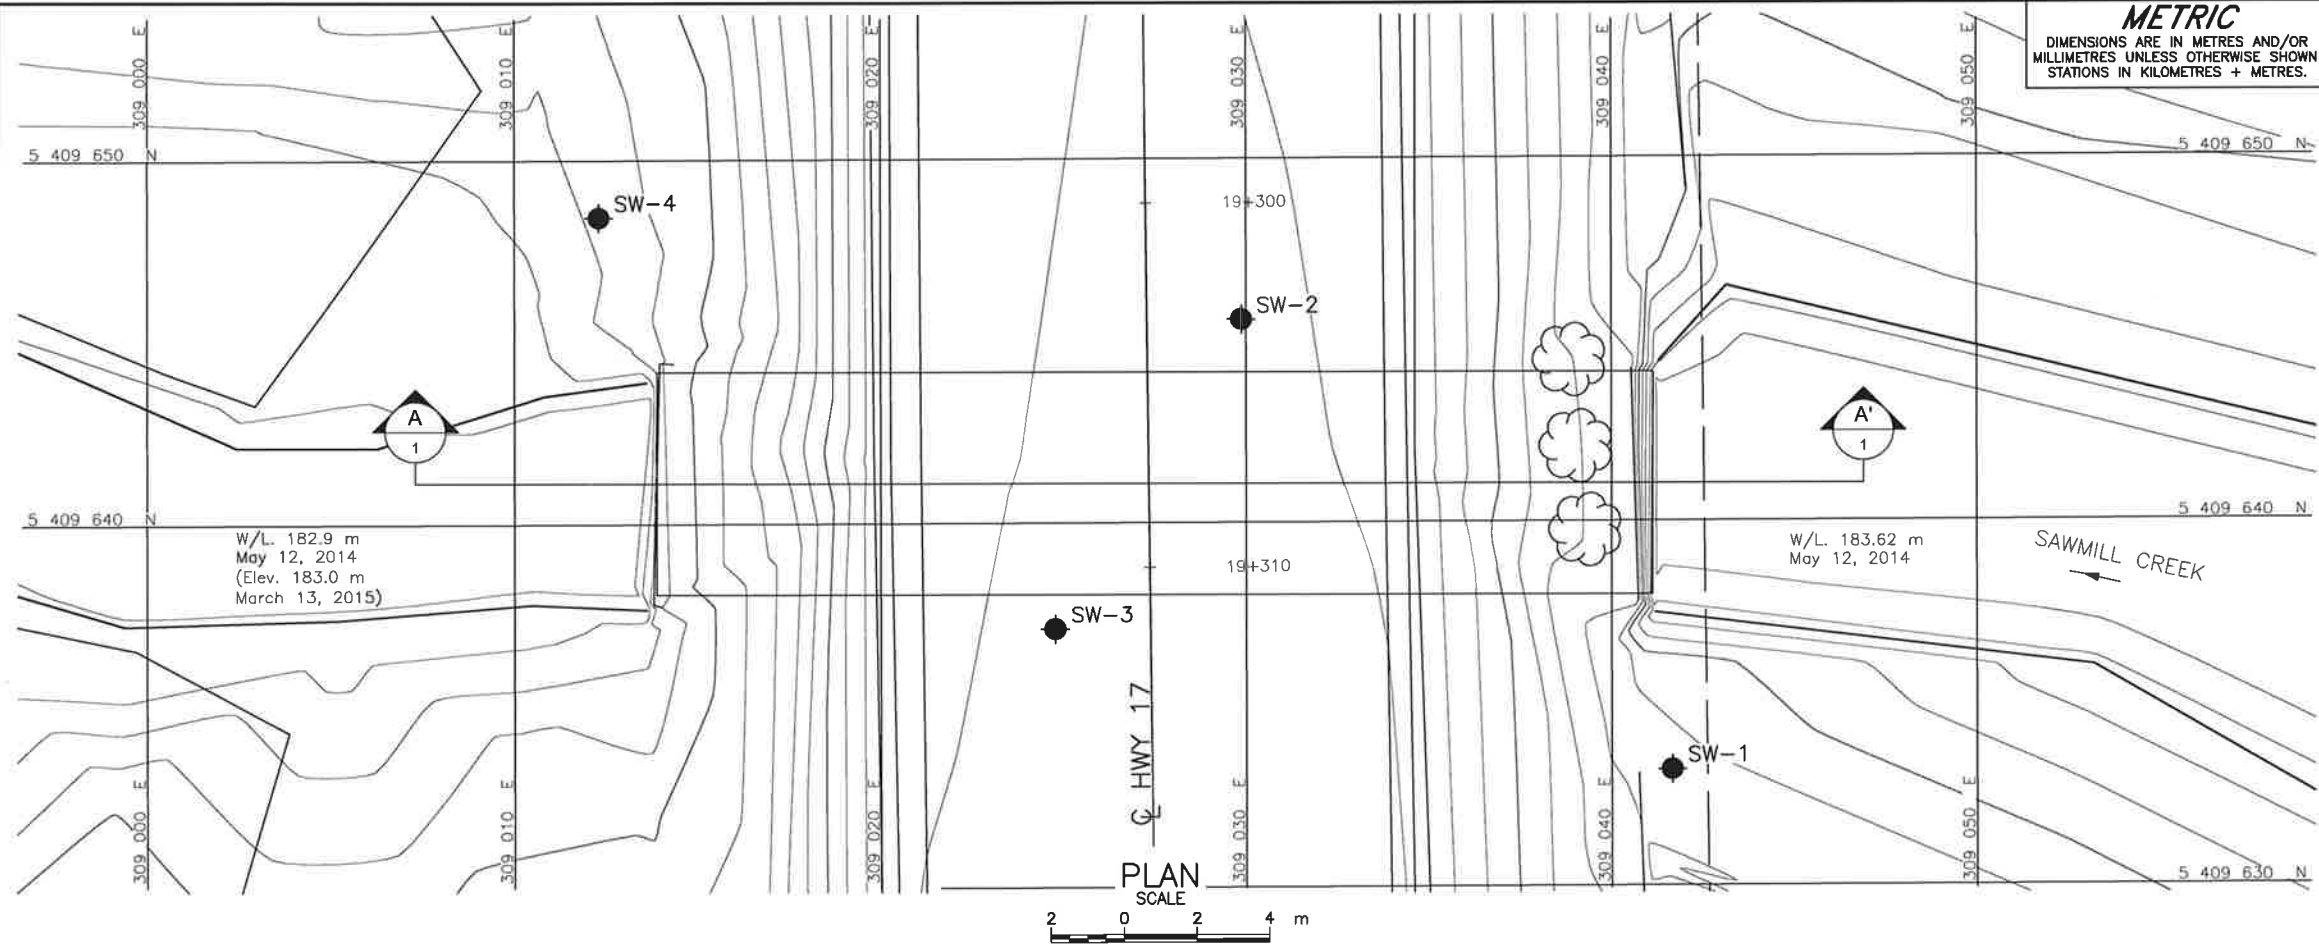 METRIC
DIMENSIONS ARE IN METRES AND/OR
MILLIMETRES UNLESS OTHERWISE SHOWN
STATIONS IN KILOMETRES + METRES.
309 000 E
309 010 E
309 020 E
309 030 E
309 040 E
309 050 E
5 409 650 N
5 409 650 N
SW-4
19+300
SW-2
A
1
A'
1
5 409 640 N
5 409 640 N
W/L. 182.9 m
May 12, 2014
(Elev. 183.0 m
March 13, 2015)
W/L. 183.62 m
May 12, 2014
SAWMILL CREEK
19+310
SW-3
℄ HWY 17
SW-1
309 000 E
309 010 E
309 020 E
309 030 E
309 040 E
309 050 E
5 409 630 N
PLAN
SCALE
2 0 2 4 m